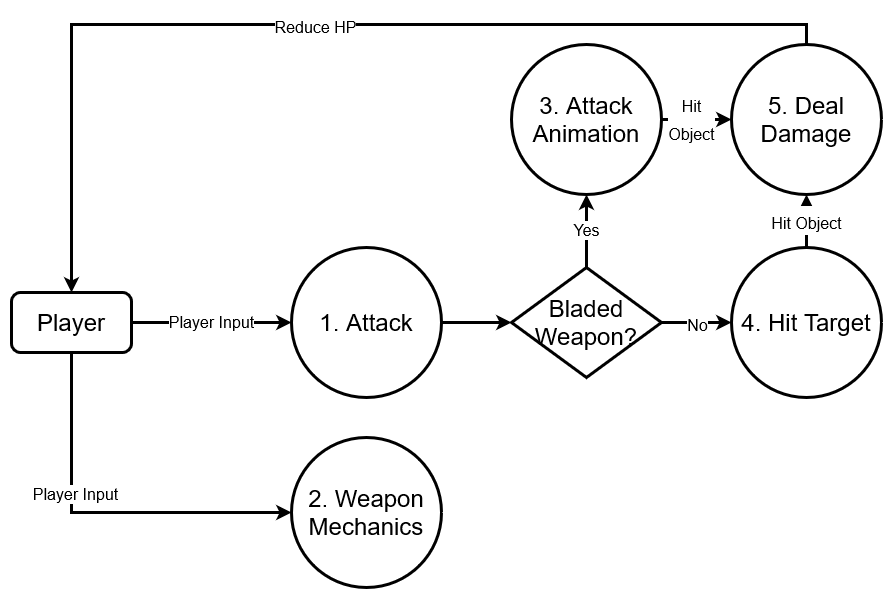 Reduce HP
3. Attack
Animation
Hit
Object
5. Deal
Damage
Yes
Hit Object
Player
Player Input
1. Attack
Bladed
Weapon?
No
4. Hit Target
Player Input
2. Weapon
Mechanics